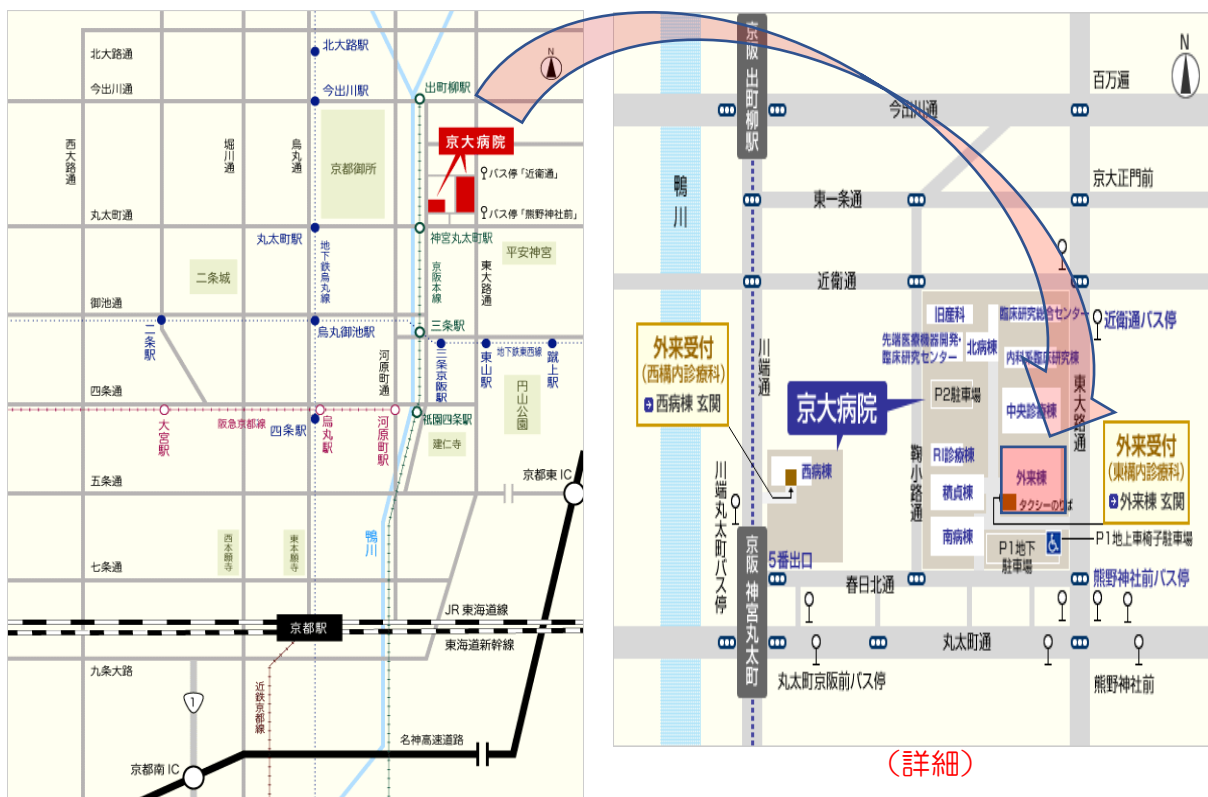 北大路通
北大路駅
N
今出川通
今出川駅
出町柳駅
西大路通
堀川通
烏丸通
京都御所
京大病院
バス停「近衛通」
バス停「熊野神社前」
丸太町通
丸太町駅
神宮丸太町駅
地下鉄烏丸線
京阪本線
東大路通
平安神宮
二条城
御池通
二条駅
烏丸御池駅
三条駅
河原町通
三条京阪駅
地下鉄東西線
東山駅
蹴上駅
円山公園
四条通
大宮駅
阪急京都線
四条駅
烏丸駅
河原町駅
祇園四条駅
建仁寺
京都東 IC
五条通
西本願寺
東本願寺
鴨川
七条通
JR 東海道線
京都駅
東海道新幹線
九条大路
1
近鉄京都線
名神高速道路
京都南 IC
京阪 出町柳駅
N
百万遍
今出川通
鴨川
京大正門前
東一条通
近衛通
旧産科
臨床研究総合センター
近衛通バス停
先端医療機器開発・
臨床研究センター
北病棟
内科系臨床研究棟
外来受付
(西構内診療科)
西病棟 玄関
川端通
京大病院
P2駐車場
中央診療棟
東大路通
外来受付
(東構内診療科)
外来棟 玄関
鞠小路通
RI診療棟
外来棟
西病棟
積貞棟
タクシーのりば
川端丸太町バス停
南病棟
P1地下
駐車場
P1地上車椅子駐車場
京阪 神宮丸太町
5番出口
春日北通
熊野神社前バス停
丸太町通
丸太町京阪前バス停
熊野神社前
(詳細)